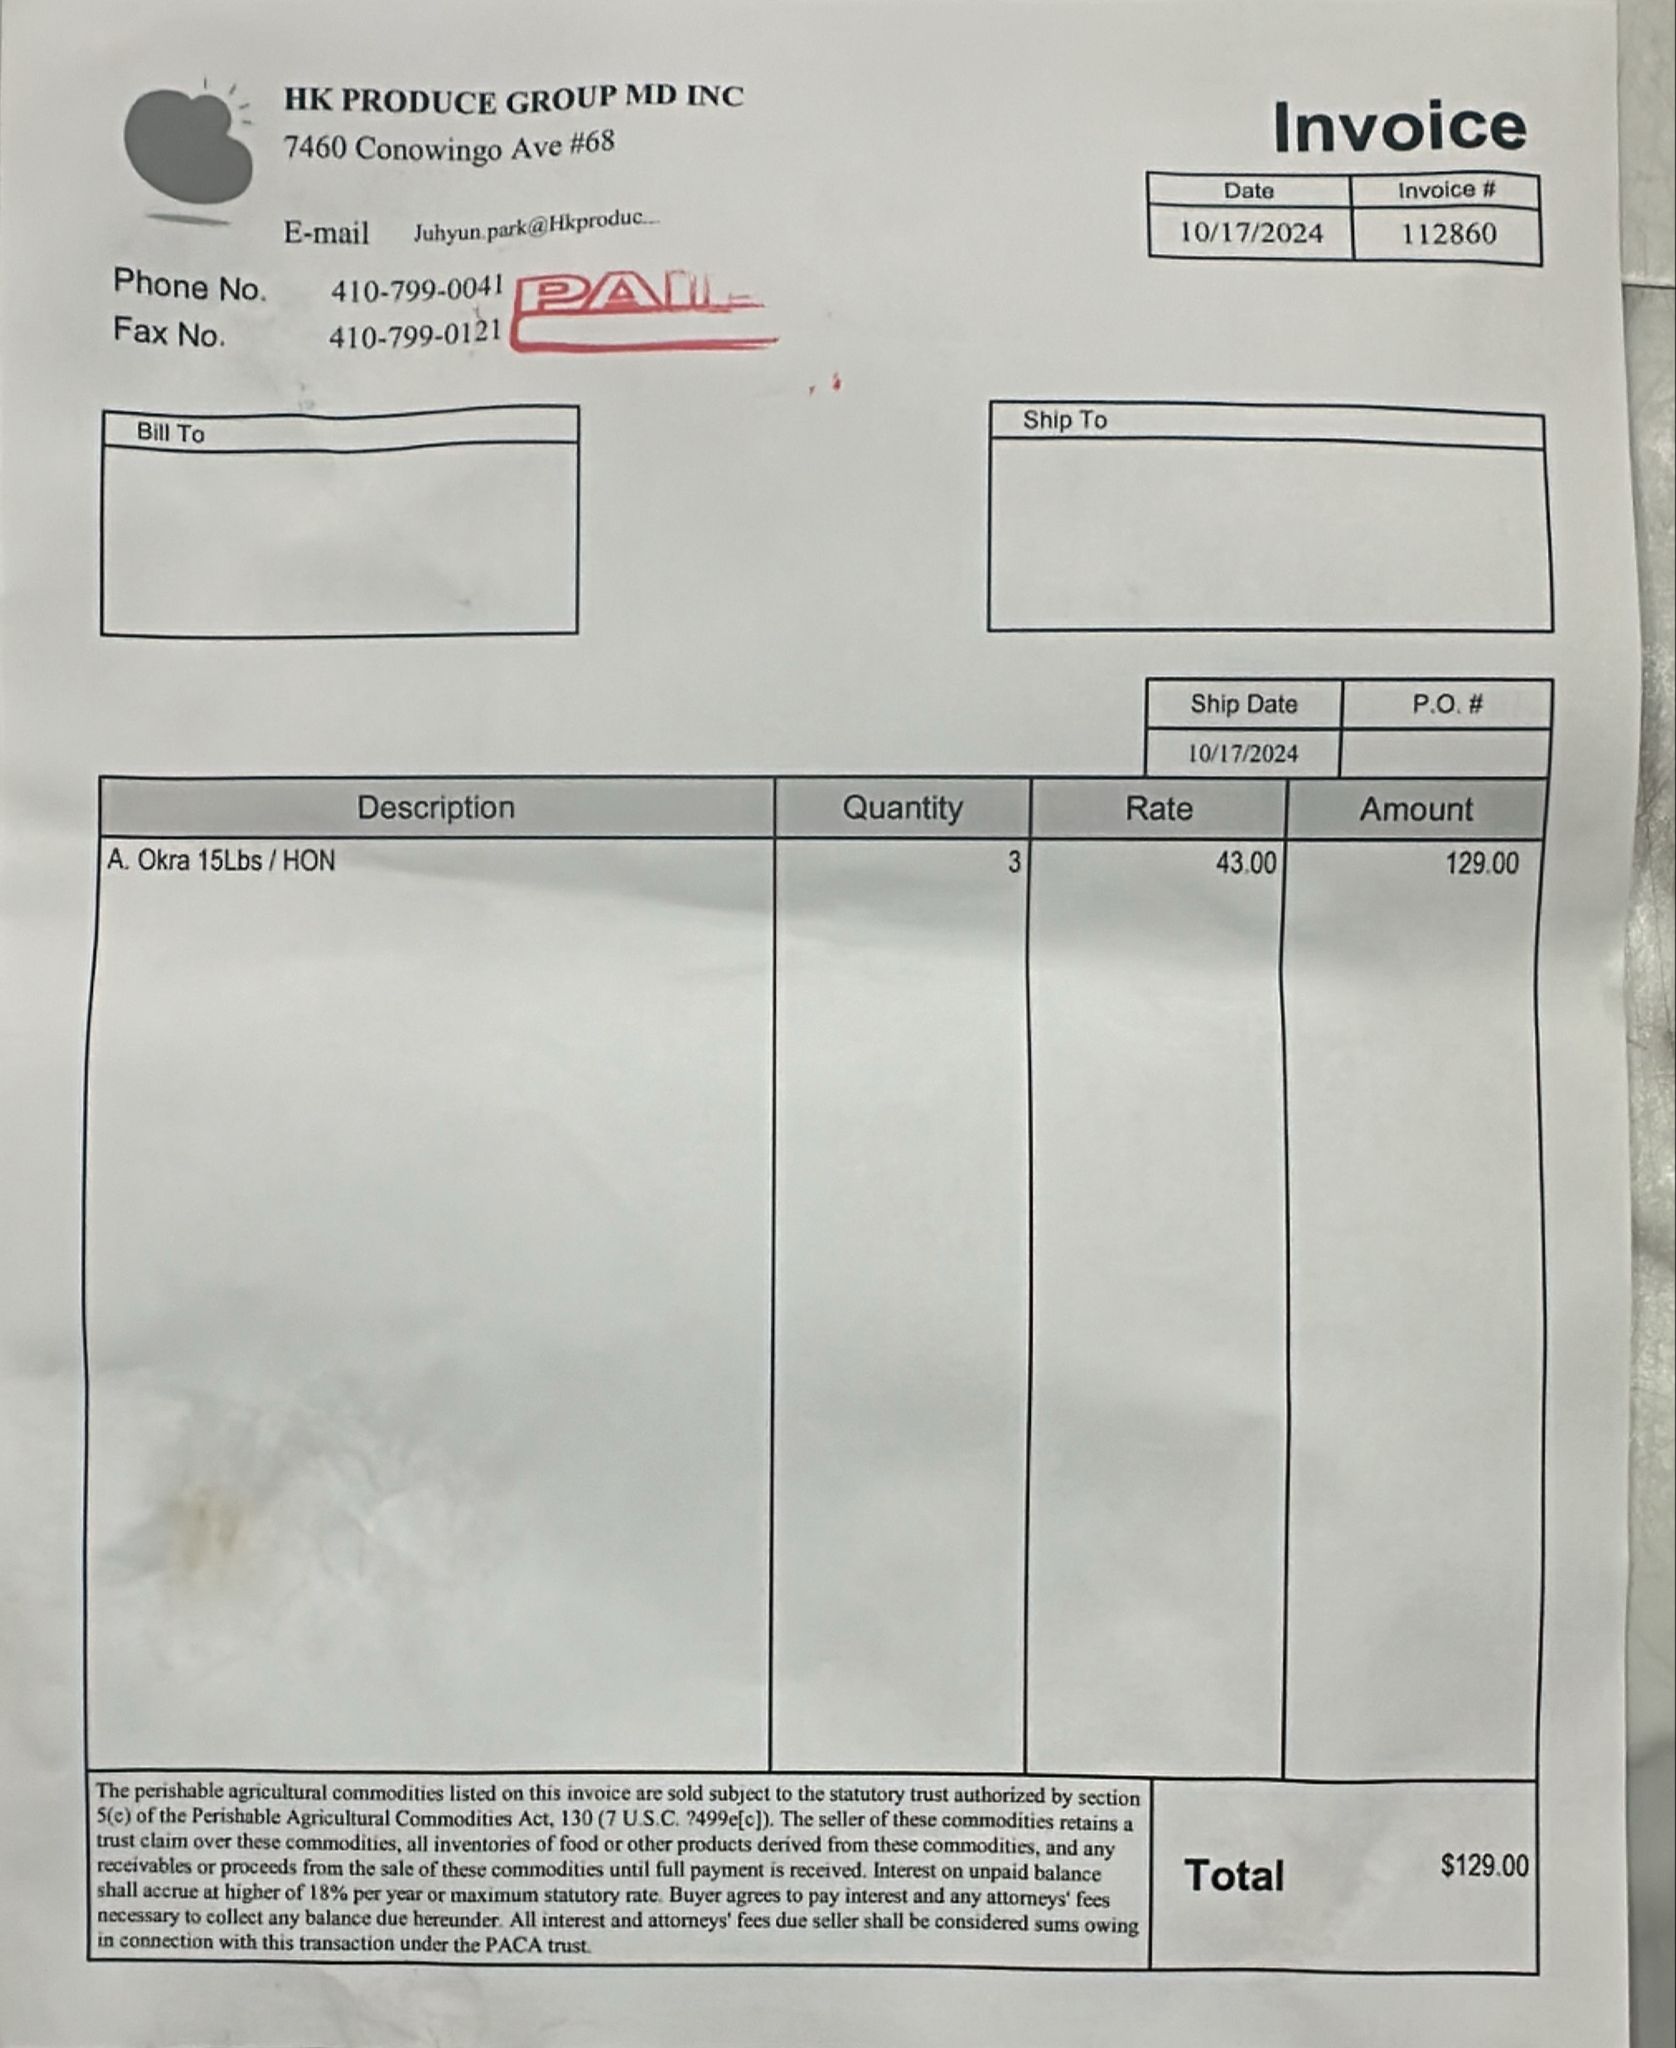 HK PRODUCE GROUP MD INC
7460 Conowingo Ave #68
Invoice
Date Invoice #
10/17/2024 112860
E-mail Juhyun.park@Hkproduc...
Phone No. 410-799-0041
Fax No. 410-799-0121
Bill To
Ship To
Ship Date P.O. #
10/17/2024
Description Quantity Rate Amount
A. Okra 15Lbs / HON 3 43.00 129.00
The perishable agricultural commodities listed on this invoice are sold subject to the statutory trust authorized by section
5(c) of the Perishable Agricultural Commodities Act, 130 (7 U.S.C. ?499e[c]). The seller of these commodities retains a
trust claim over these commodities, all inventories of food or other products derived from these commodities, and any
receivables or proceeds from the sale of these commodities until full payment is received. Interest on unpaid balance
shall accrue at higher of 18% per year or maximum statutory rate. Buyer agrees to pay interest and any attorneys' fees
necessary to collect any balance due hereunder. All interest and attorneys' fees due seller shall be considered sums owing
in connection with this transaction under the PACA trust.
Total $129.00